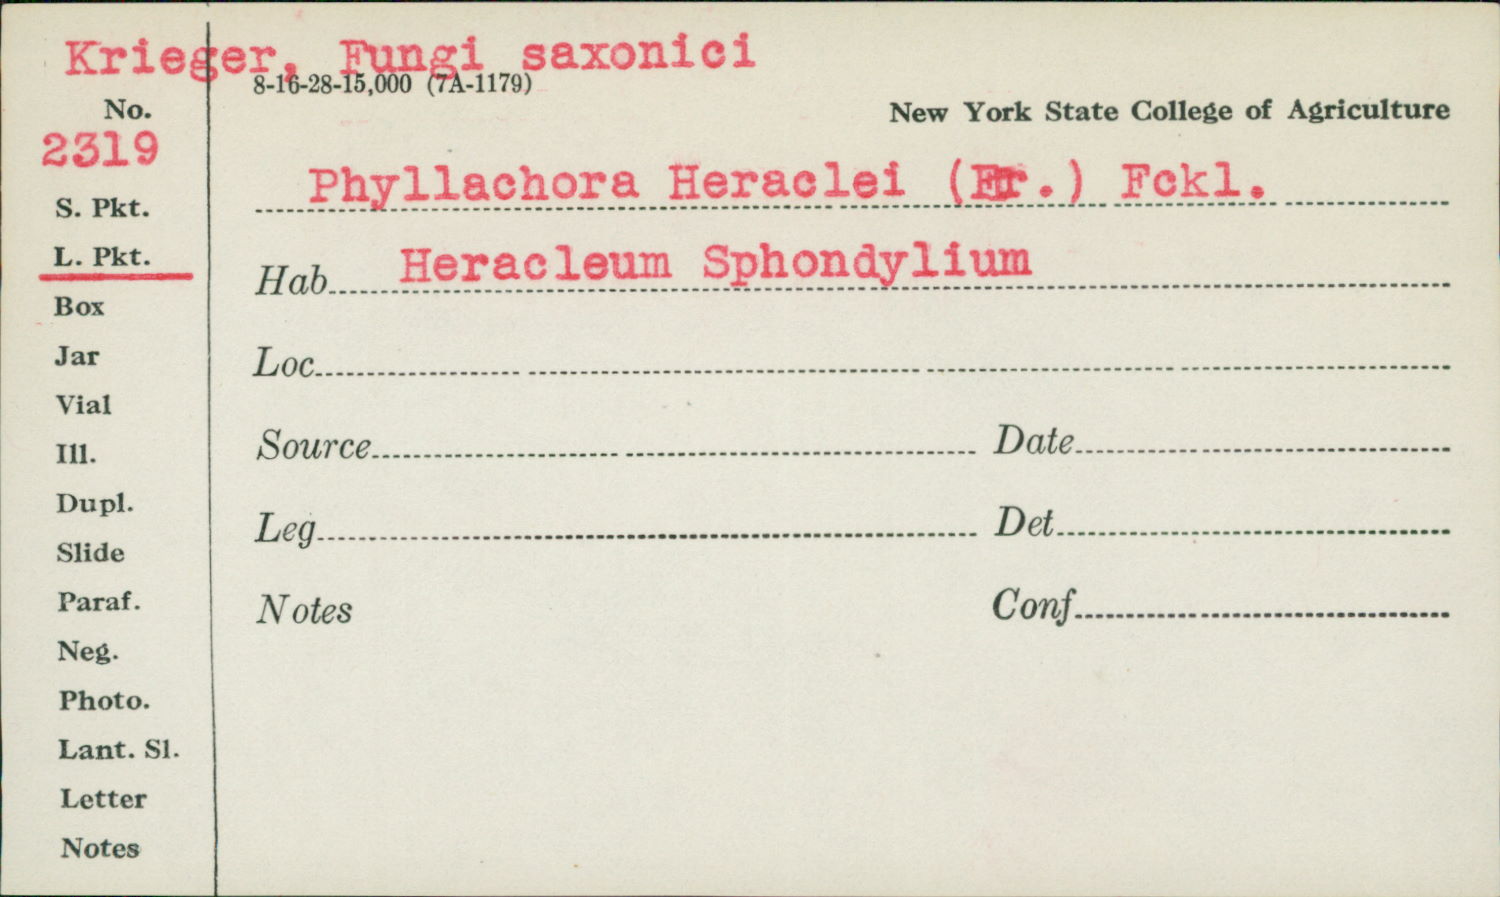 Krieger, Fungi saxonici
8-16-28-15,000 (7A-1179)
No.
New York State College of Agriculture
2319
Phyllachora Heraclei (Fr.) Fckl.
S. Pkt.
L. Pkt.
Hab. Heracleum Sphondylium
Box
Jar
Loc.
Vial
Ill.
Source
Date
Dupl.
Slide
Leg.
Det.
Paraf.
Notes
Conf.
Neg.
Photo.
Lant. Sl.
Letter
Notes